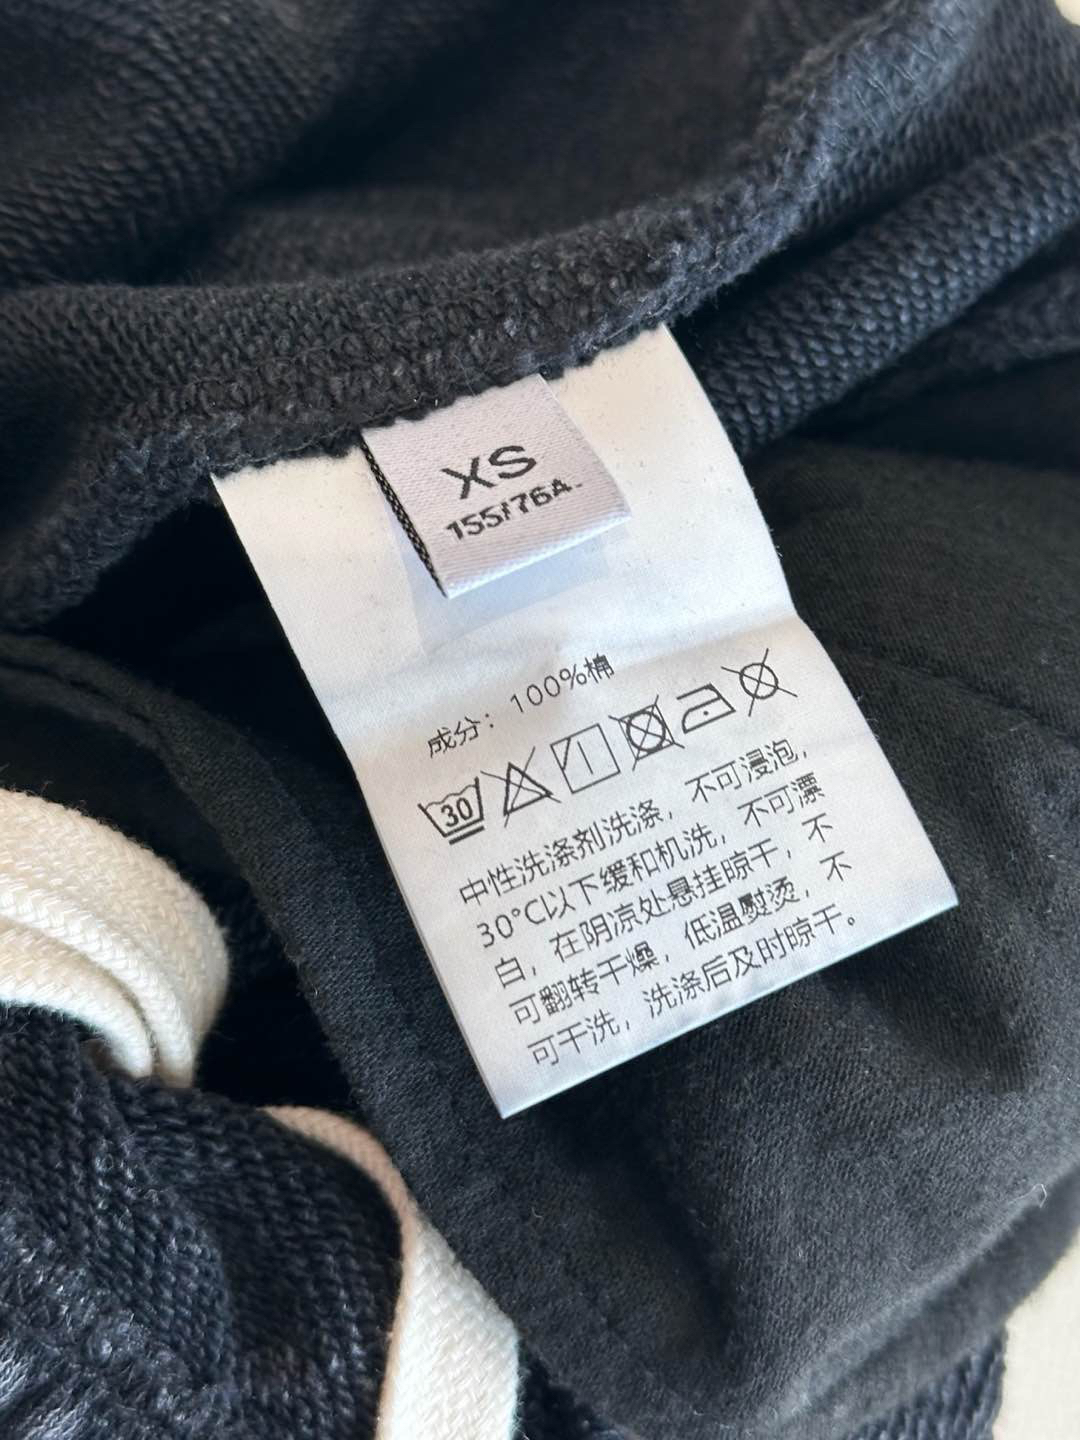 XS
155/76A
成分：100%棉
30
中性洗涤剂洗涤，不可浸泡，
30℃以下缓和机洗，不可漂
白，在阴凉处悬挂晾干，不
可翻转干燥，低温熨烫，不
可干洗，洗涤后及时晾干。